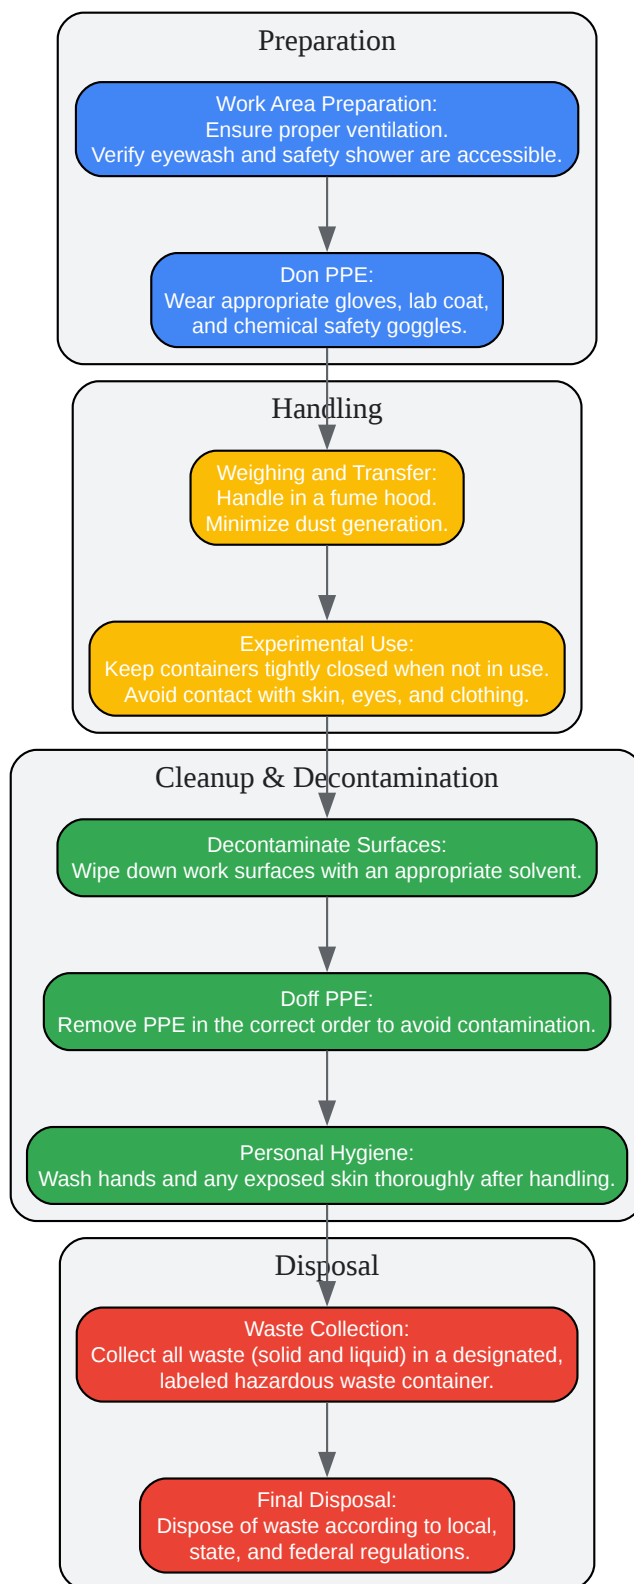 Preparation
Work Area Preparation:
Ensure proper ventilation.
Verify eyewash and safety shower are accessible.
Don PPE:
Wear appropriate gloves, lab coat,
and chemical safety goggles.
Handling
Weighing and Transfer:
Handle in a fume hood.
Minimize dust generation.
Experimental Use:
Keep containers tightly closed when not in use.
Avoid contact with skin, eyes, and clothing.
Cleanup & Decontamination
Decontaminate Surfaces:
Wipe down work surfaces with an appropriate solvent.
Doff PPE:
Remove PPE in the correct order to avoid contamination.
Personal Hygiene:
Wash hands and any exposed skin thoroughly after handling.
Disposal
Waste Collection:
Collect all waste (solid and liquid) in a designated,
labeled hazardous waste container.
Final Disposal:
Dispose of waste according to local,
state, and federal regulations.